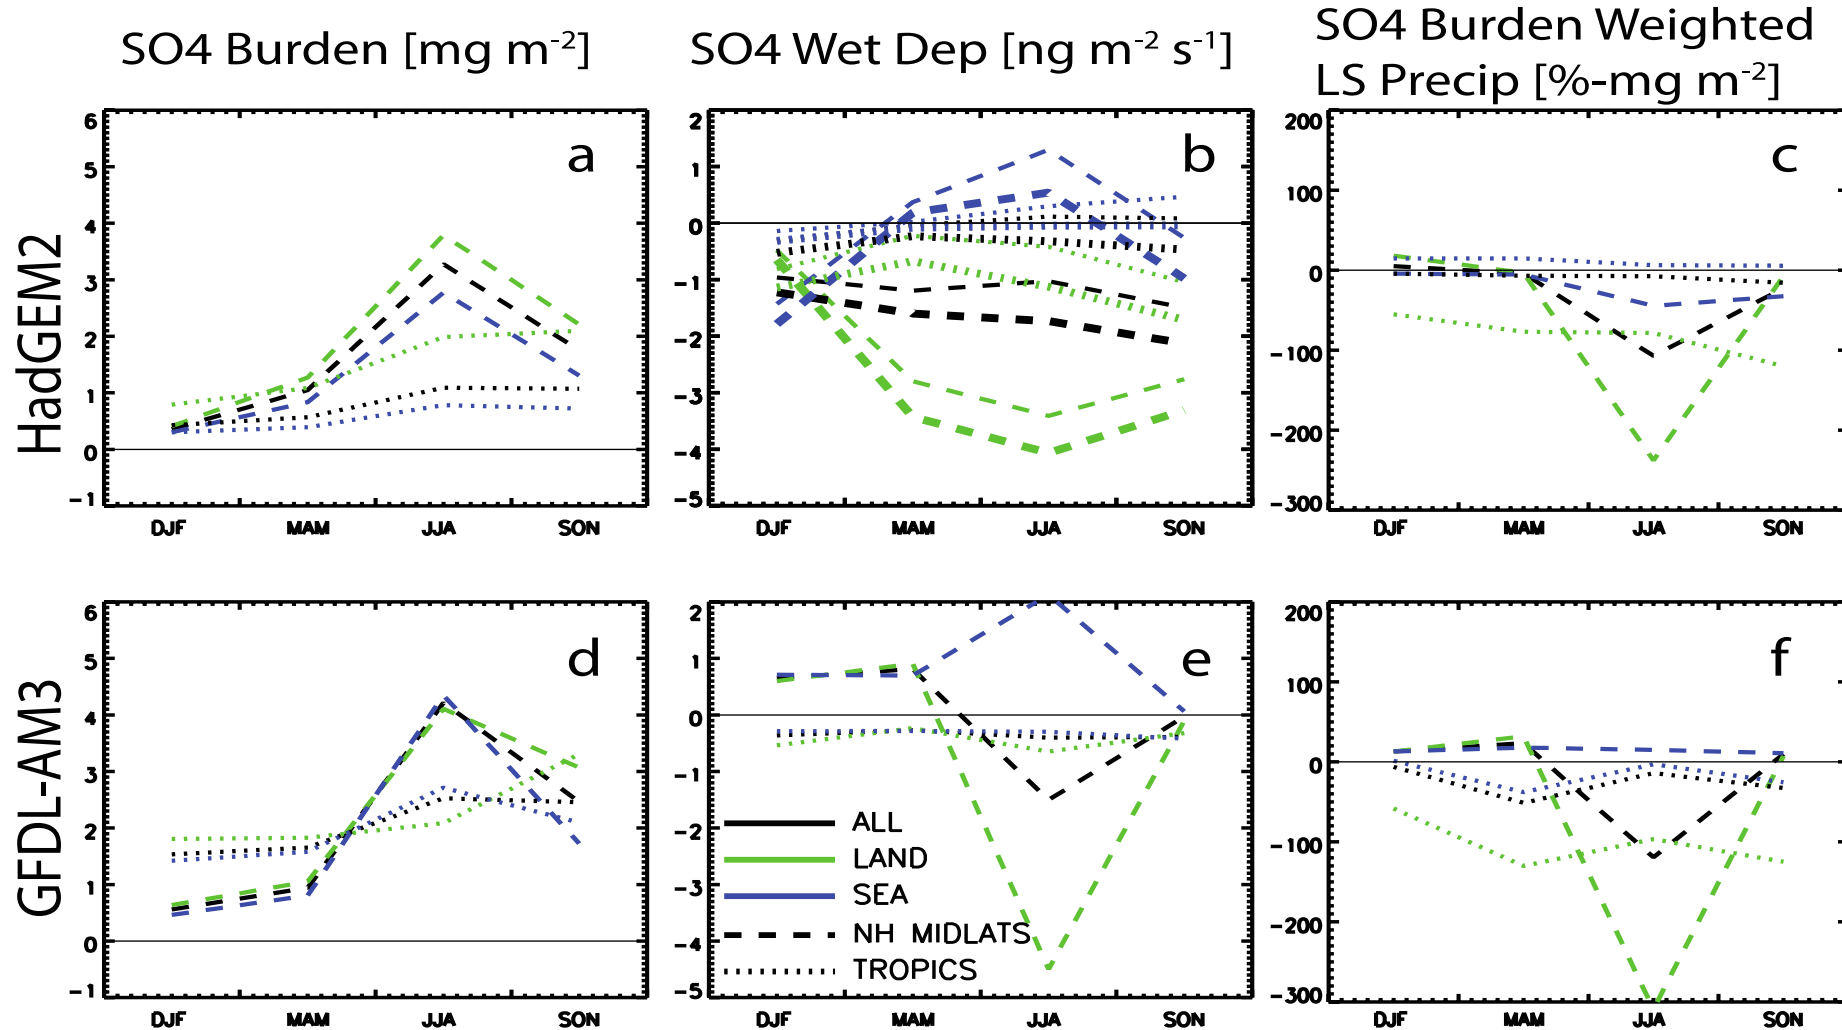 SO4 Burden [mg m⁻²]
SO4 Wet Dep [ng m⁻² s⁻¹]
SO4 Burden Weighted
LS Precip [%-mg m⁻²]
HadGEM2
6
5
4
3
2
1
0
-1
a
DJF MAM JJA SON
2
1
0
-1
-2
-3
-4
-5
b
DJF MAM JJA SON
200
100
0
-100
-200
-300
c
DJF MAM JJA SON
GFDL-AM3
6
5
4
3
2
1
0
-1
d
DJF MAM JJA SON
2
1
0
-1
-2
-3
-4
-5
e
ALL
LAND
SEA
NH MIDLATS
TROPICS
DJF MAM JJA SON
200
100
0
-100
-200
-300
f
DJF MAM JJA SON